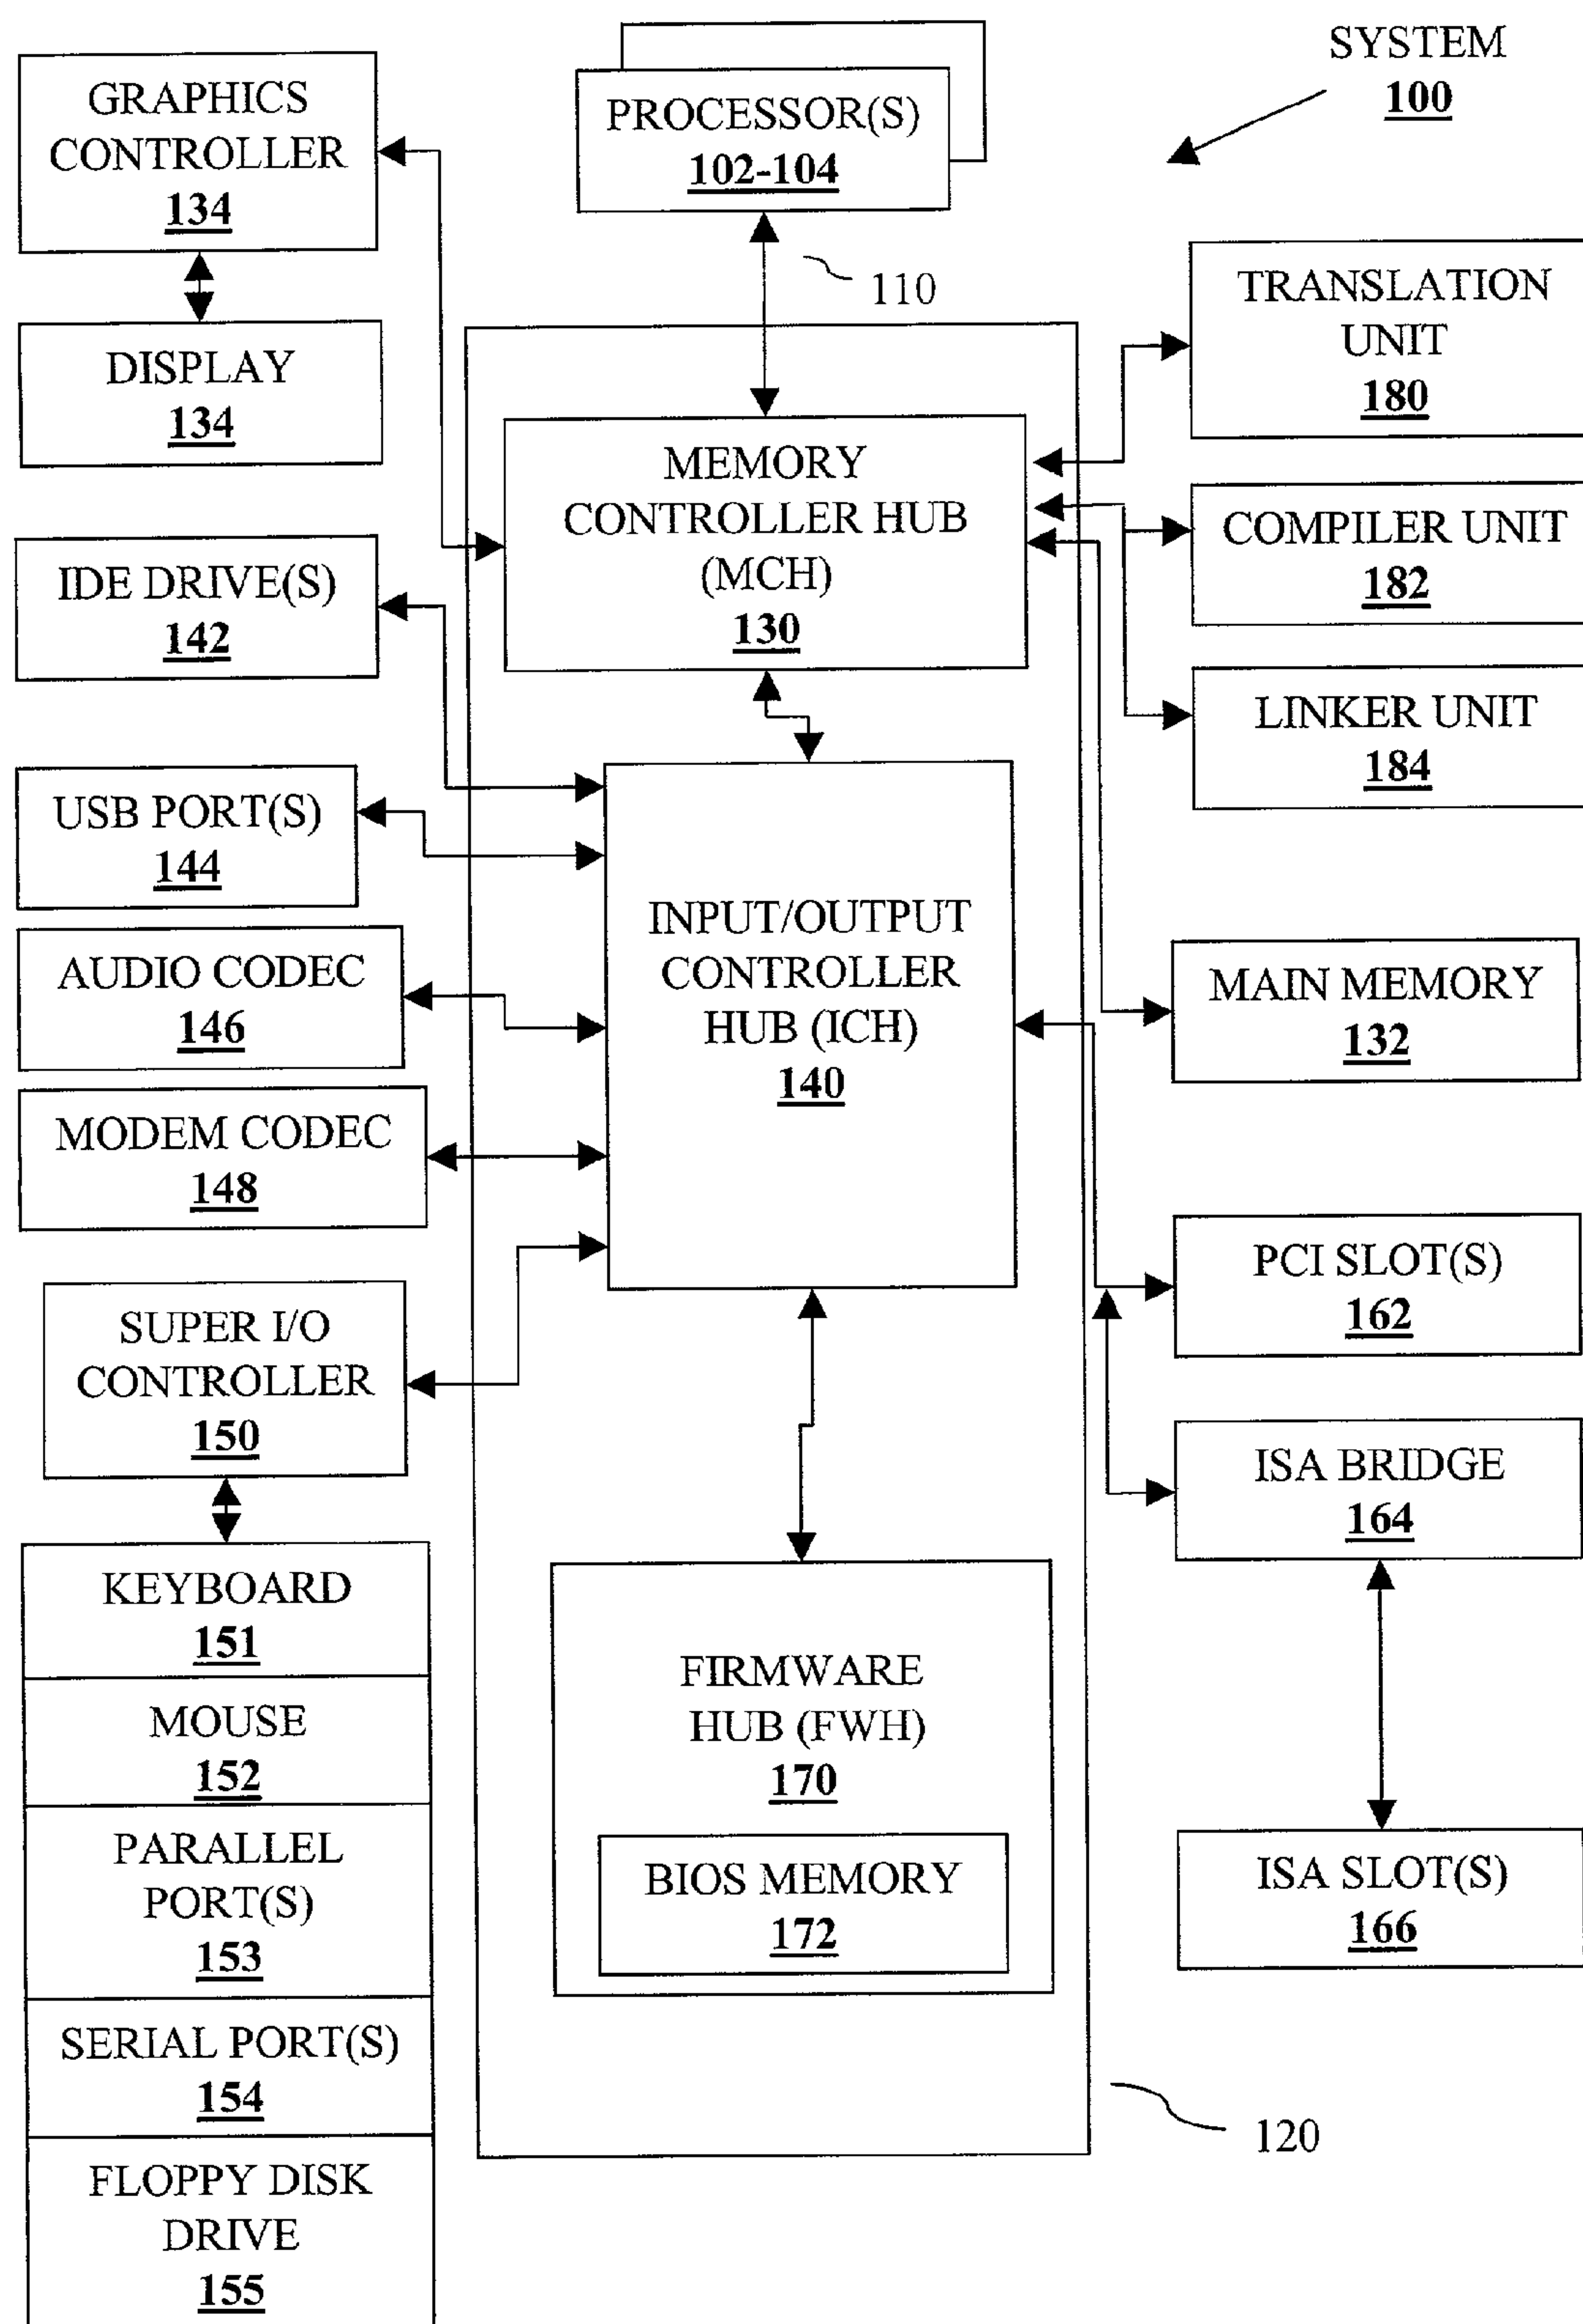 SYSTEM
100
GRAPHICS
CONTROLLER
134
PROCESSOR(S)
102-104
110
DISPLAY
134
TRANSLATION
UNIT
180
MEMORY
CONTROLLER HUB
(MCH)
130
COMPILER UNIT
182
LINKER UNIT
184
IDE DRIVE(S)
142
USB PORT(S)
144
AUDIO CODEC
146
MODEM CODEC
148
INPUT/OUTPUT
CONTROLLER
HUB (ICH)
140
MAIN MEMORY
132
PCI SLOT(S)
162
ISA BRIDGE
164
ISA SLOT(S)
166
SUPER I/O
CONTROLLER
150
KEYBOARD
151
MOUSE
152
PARALLEL
PORT(S)
153
SERIAL PORT(S)
154
FLOPPY DISK
DRIVE
155
FIRMWARE
HUB (FWH)
170
BIOS MEMORY
172
120